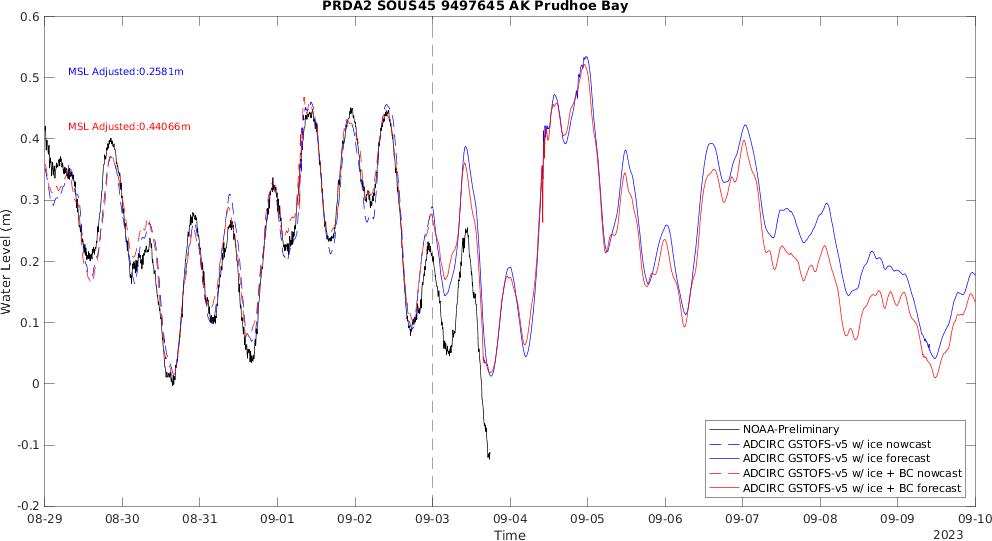 PRDA2 SOUS45 9497645 AK Prudhoe Bay
0.6
0.5
0.4
0.3
0.2
0.1
0
-0.1
-0.2
Water Level (m)
MSL Adjusted:0.2581m
MSL Adjusted:0.44066m
NOAA-Preliminary
ADCIRC GSTOFS-v5 w/ ice nowcast
ADCIRC GSTOFS-v5 w/ ice forecast
ADCIRC GSTOFS-v5 w/ ice + BC nowcast
ADCIRC GSTOFS-v5 w/ ice + BC forecast
08-29 08-30 08-31 09-01 09-02 09-03 09-04 09-05 09-06 09-07 09-08 09-09 09-10
Time
2023